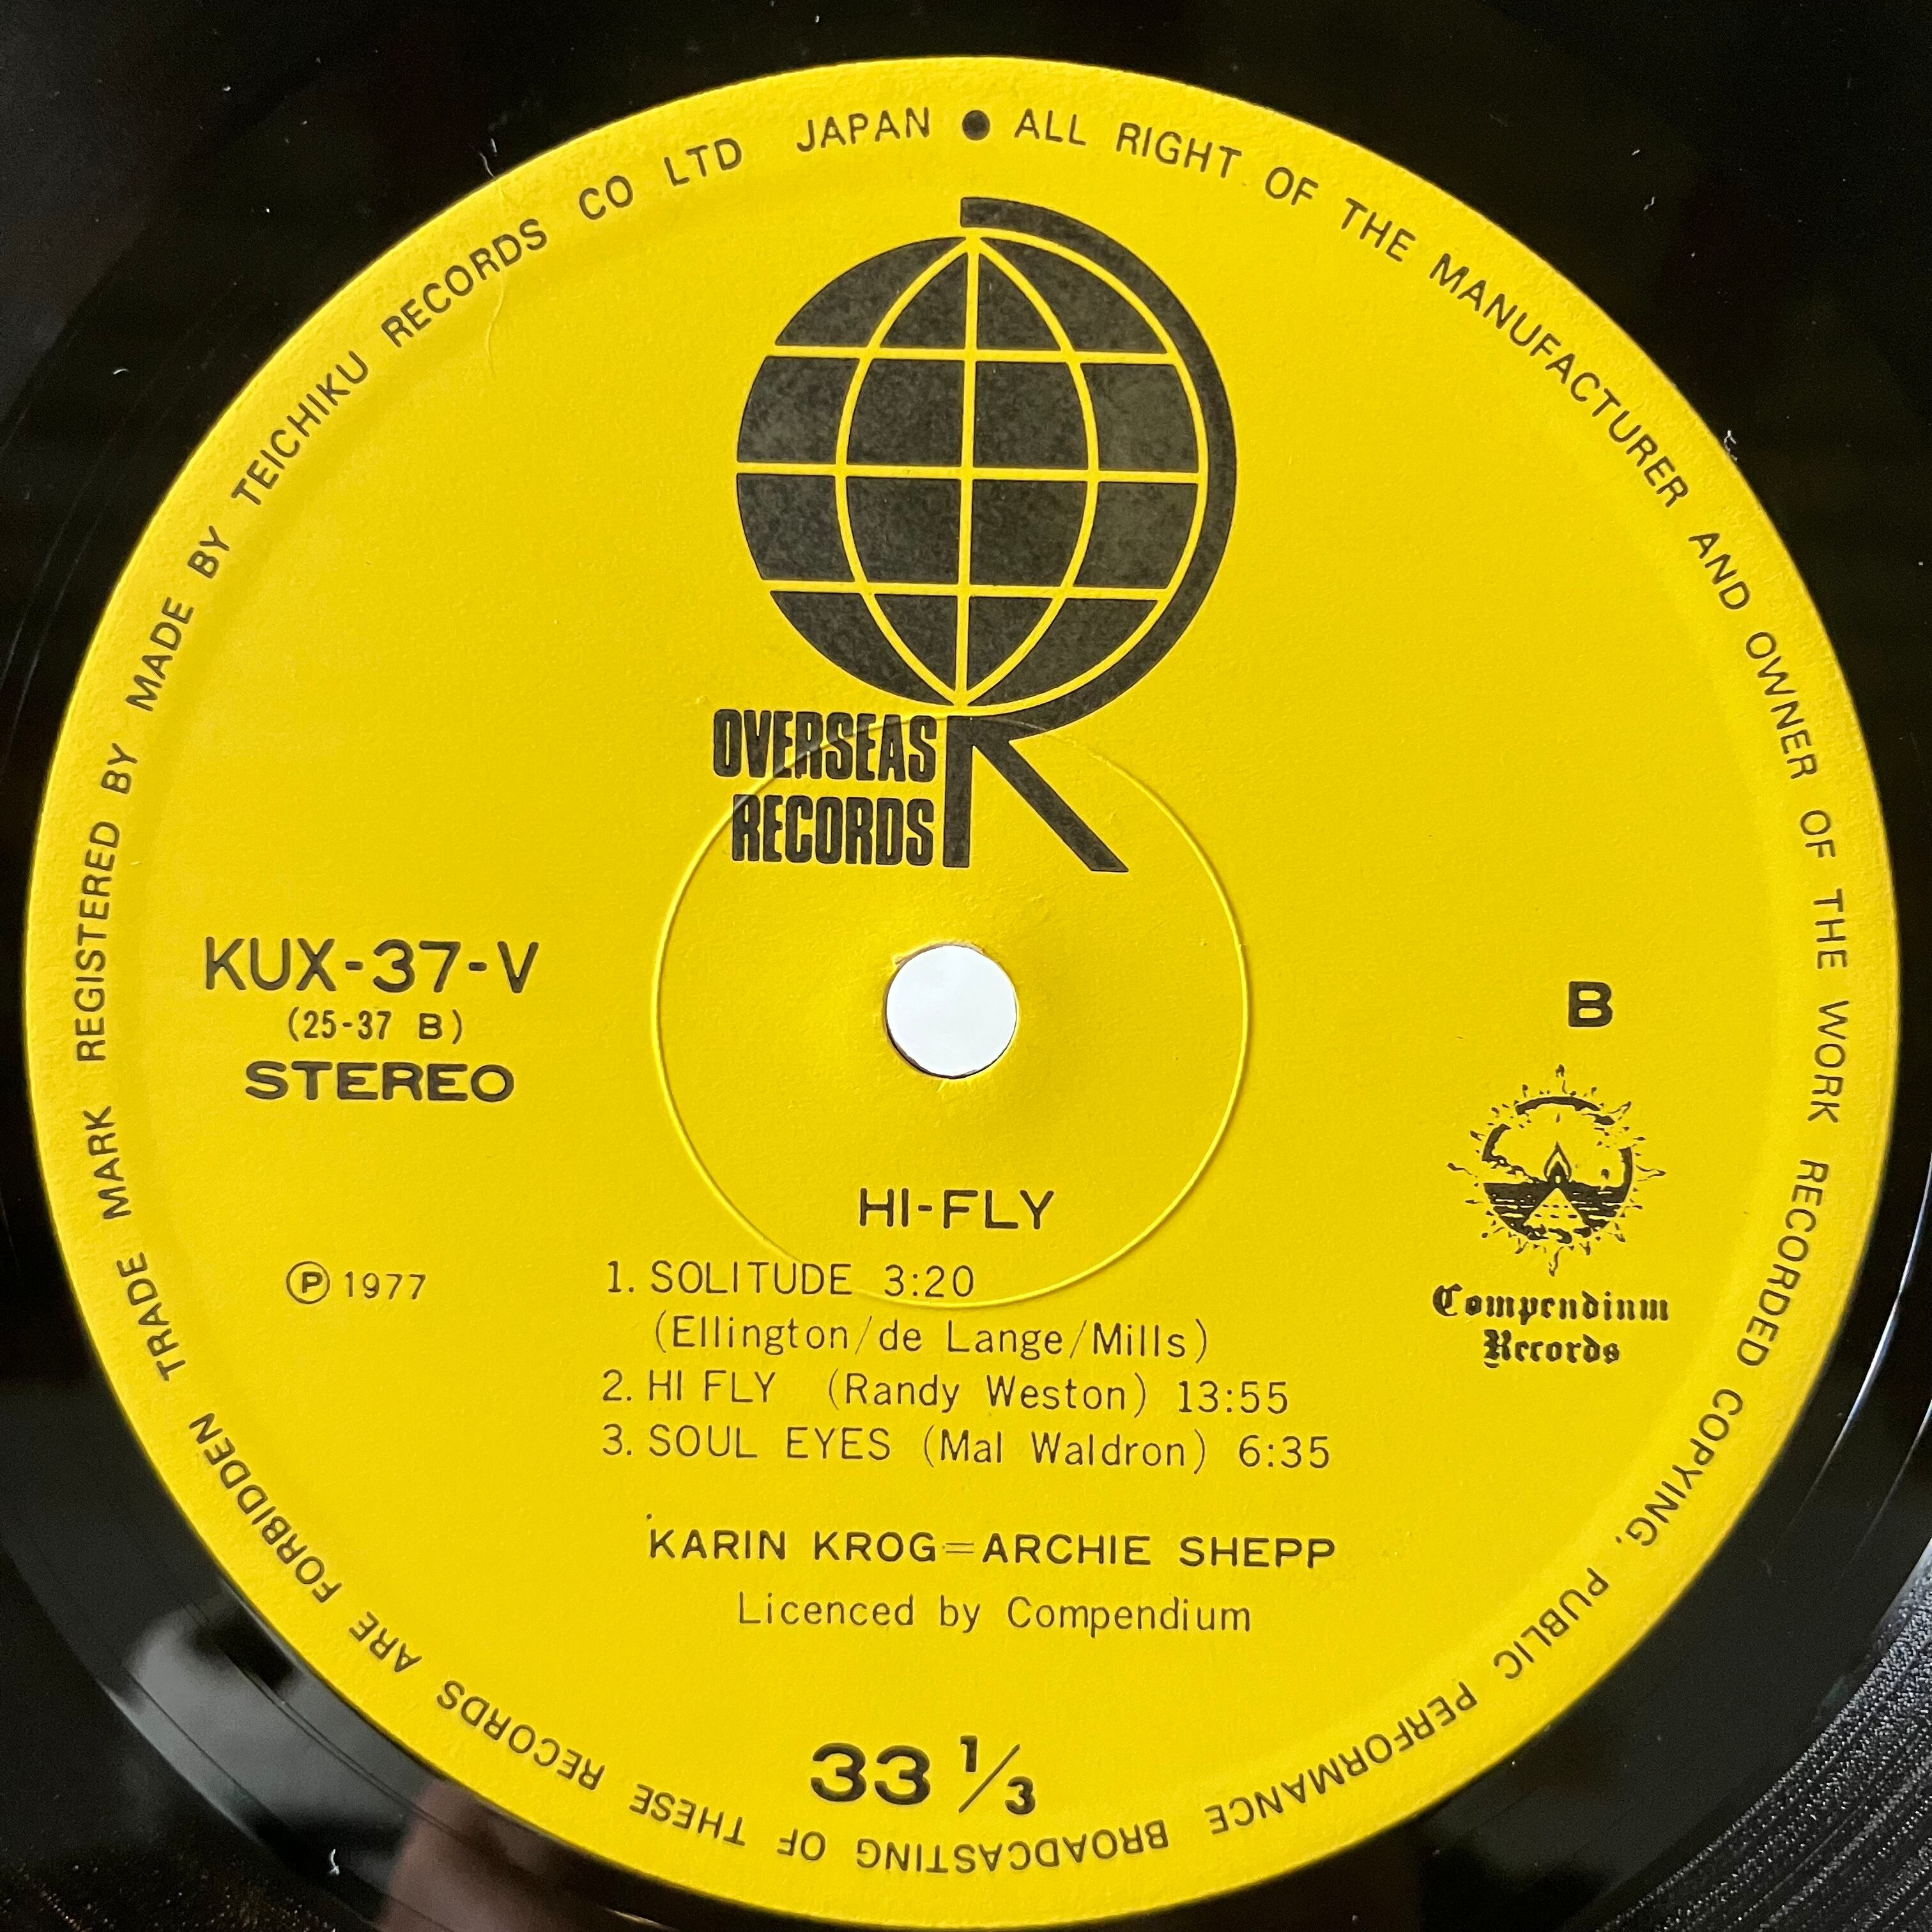 TRADE MARK REGISTERED BY MADE BY TEICHIKU RECORDS CO LTD JAPAN ● ALL RIGHT OF THE MANUFACTURER AND OWNER OF THE WORK RECORDED COPYING, PUBLIC PERFORMANCE BROADCASTING OF THESE RECORDS ARE FORBIDDEN
OVERSEAS
RECORDS
KUX-37-V
(25-37 B)
STEREO
B
Compendium
Records
℗ 1977
HI-FLY
1. SOLITUDE 3:20
(Ellington/de Lange/Mills)
2. HI FLY (Randy Weston) 13:55
3. SOUL EYES (Mal Waldron) 6:35
KARIN KROG=ARCHIE SHEPP
Licenced by Compendium
33 1/3